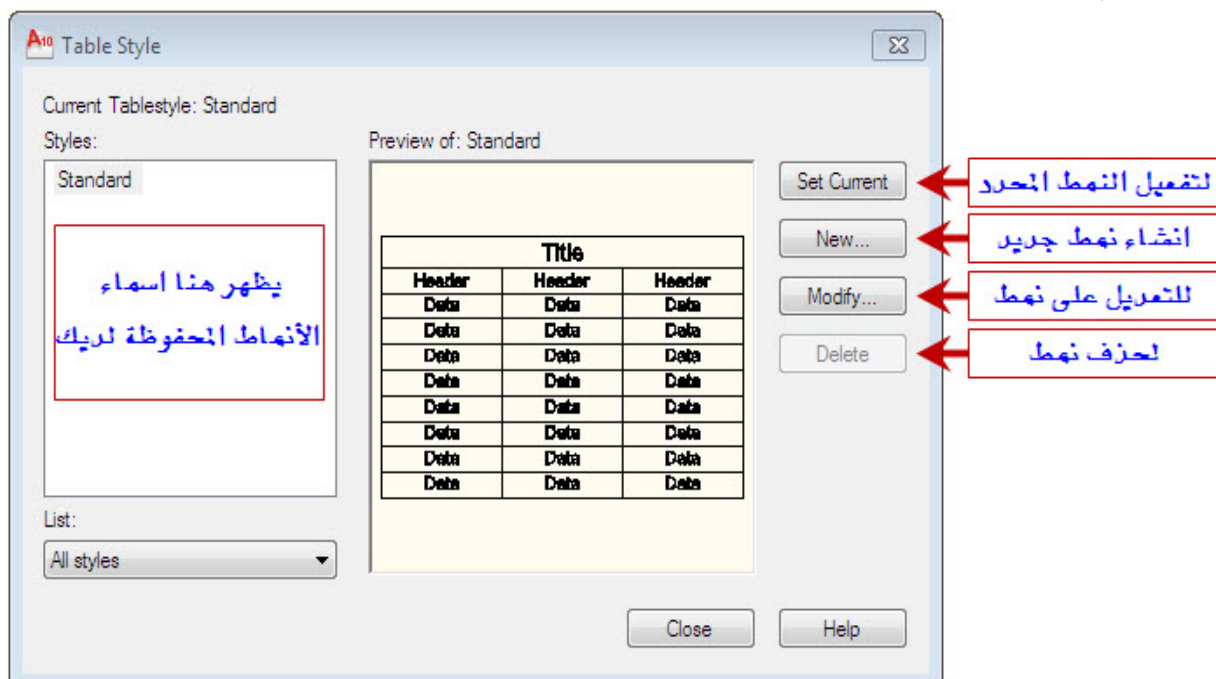 A10 Table Style
Current Tablestyle: Standard
Styles:
Preview of: Standard
Standard
Set Current
لتفعيل النمط المحدد
New...
انشاء نمط جديد
Modify...
للتعديل على نمط
Delete
لحزف نمط
يظهر هنا اسماء
الأنماط المحفوظة لديك
Title
Header Header Header
Data Data Data
Data Data Data
Data Data Data
Data Data Data
Data Data Data
Data Data Data
Data Data Data
Data Data Data
List:
All styles
Close
Help